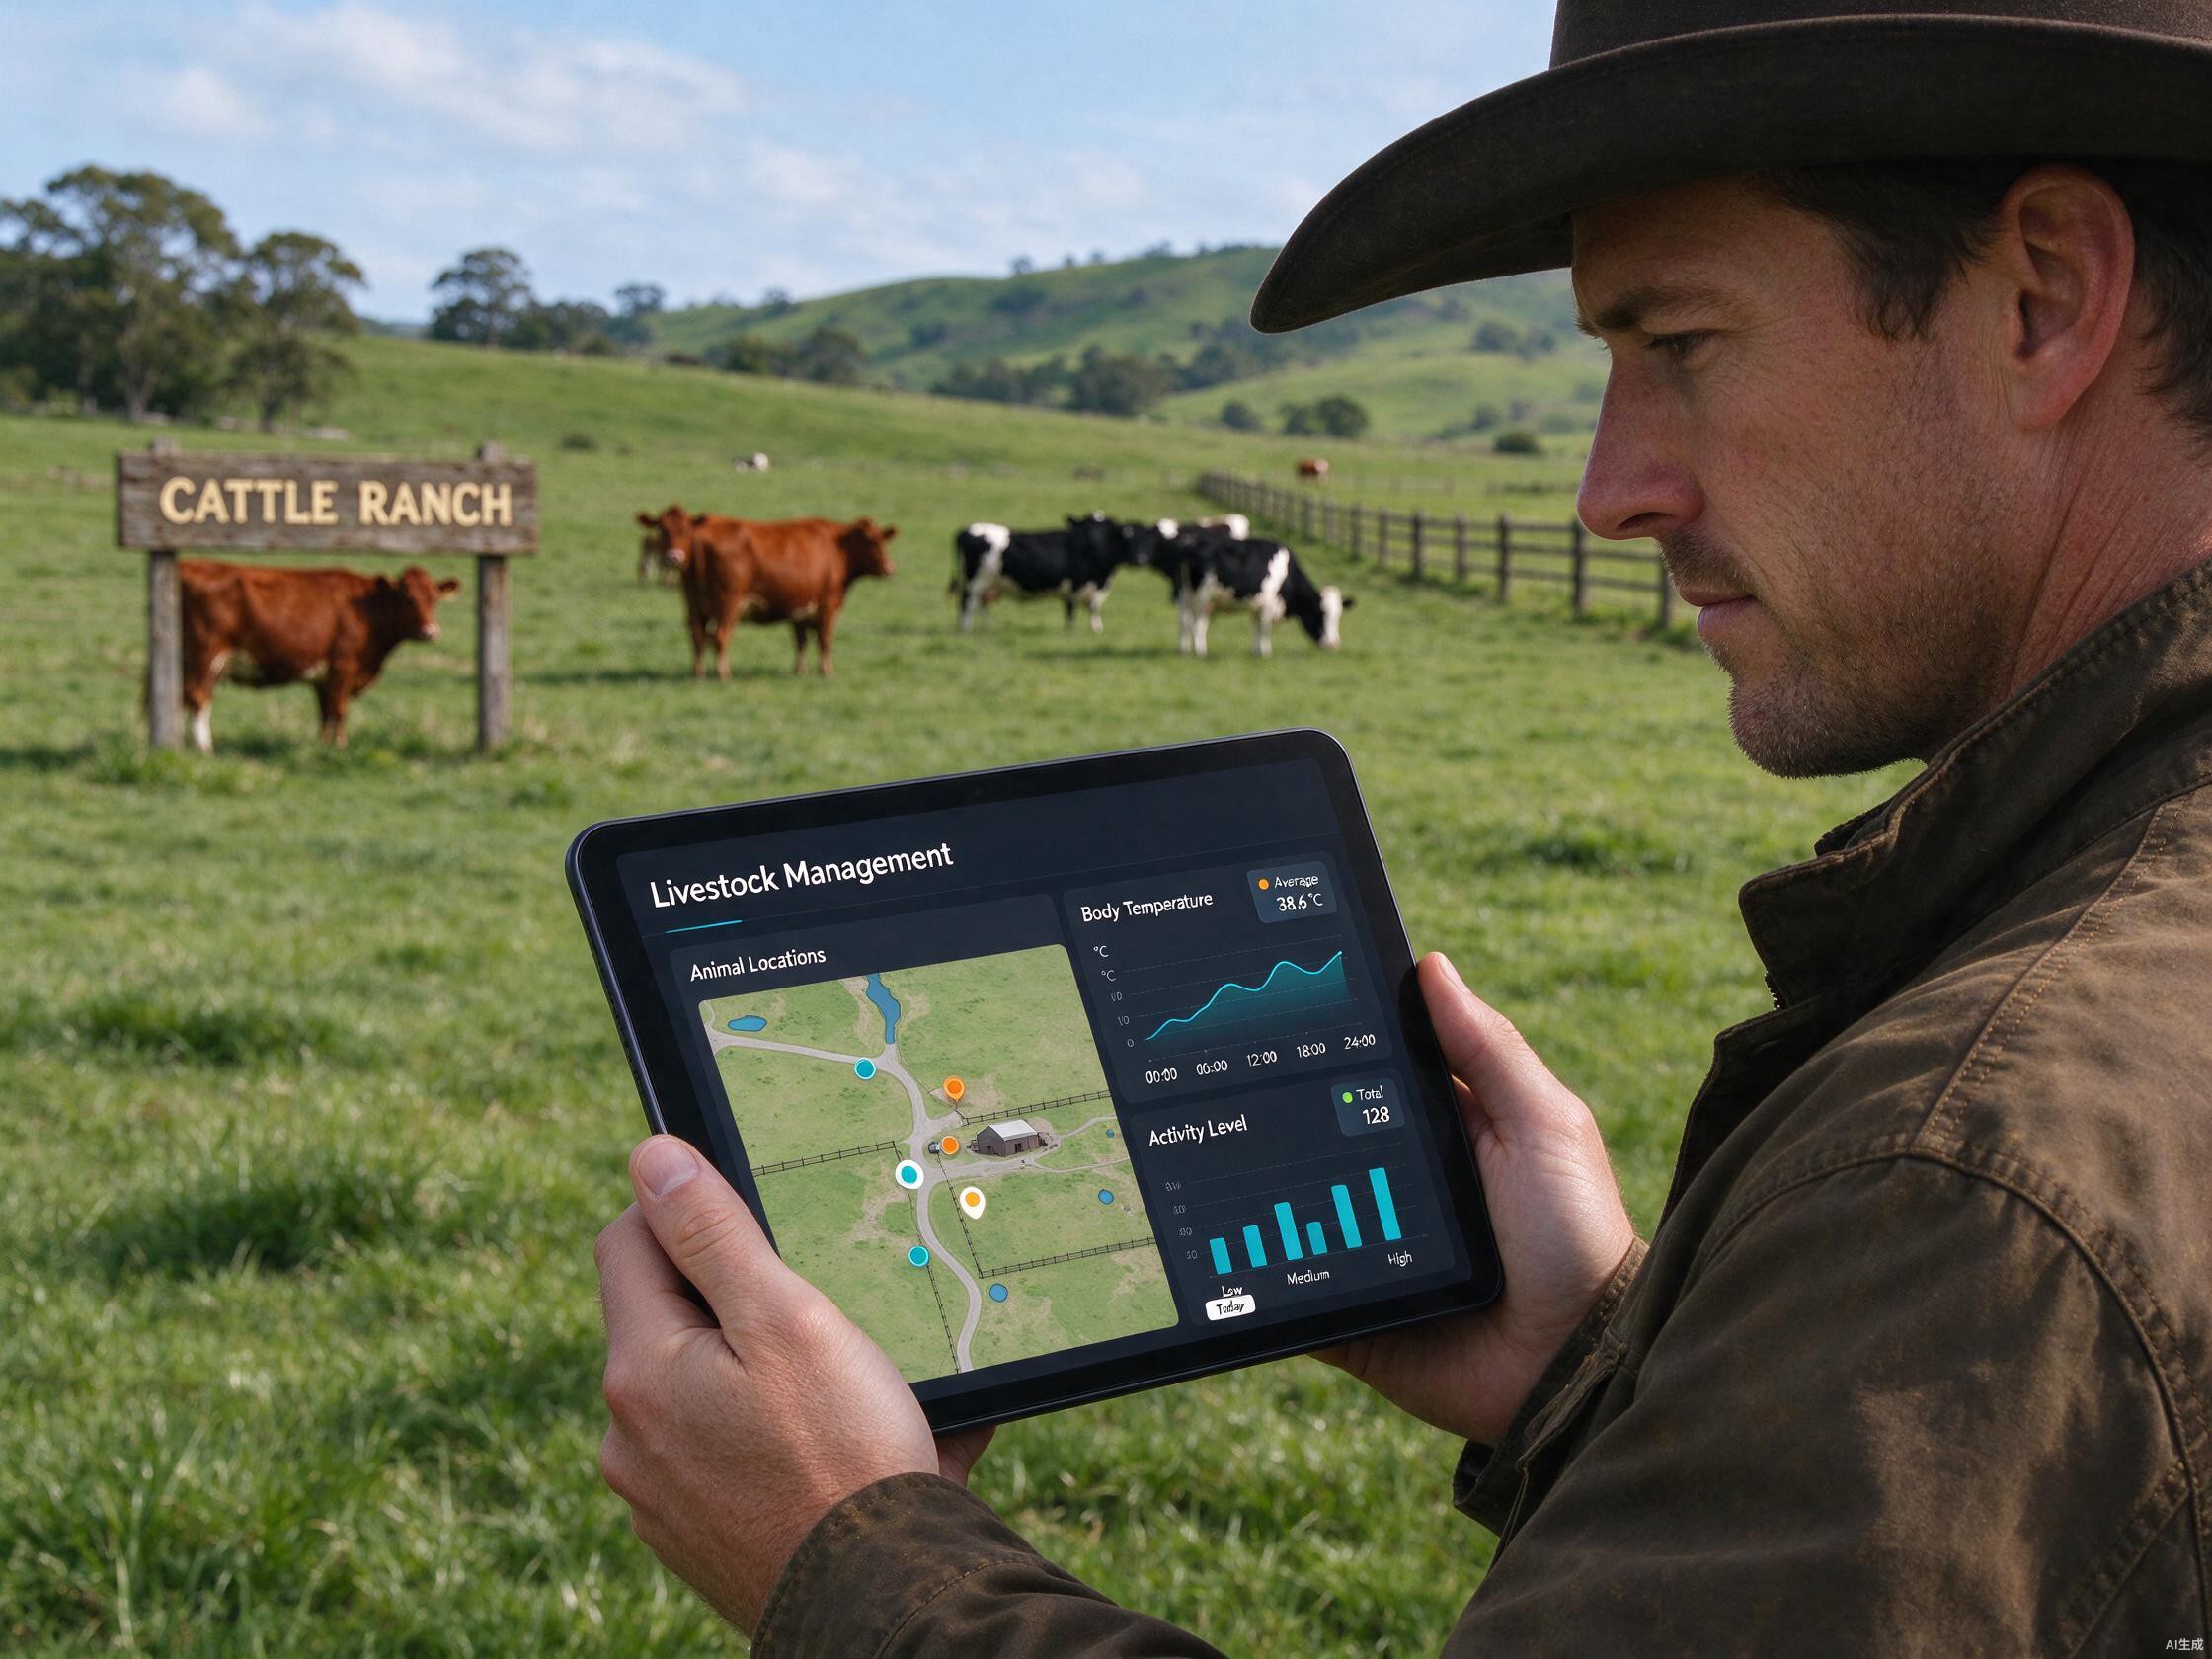 CATTLE RANCH
Livestock Management
Animal Locations
Body Temperature
Average
38.6°C
°C
°C
0
00:00 06:00 12:00 18:00 24:00
Activity Level
Total
128
Low
Medium
High
Today
AI生成